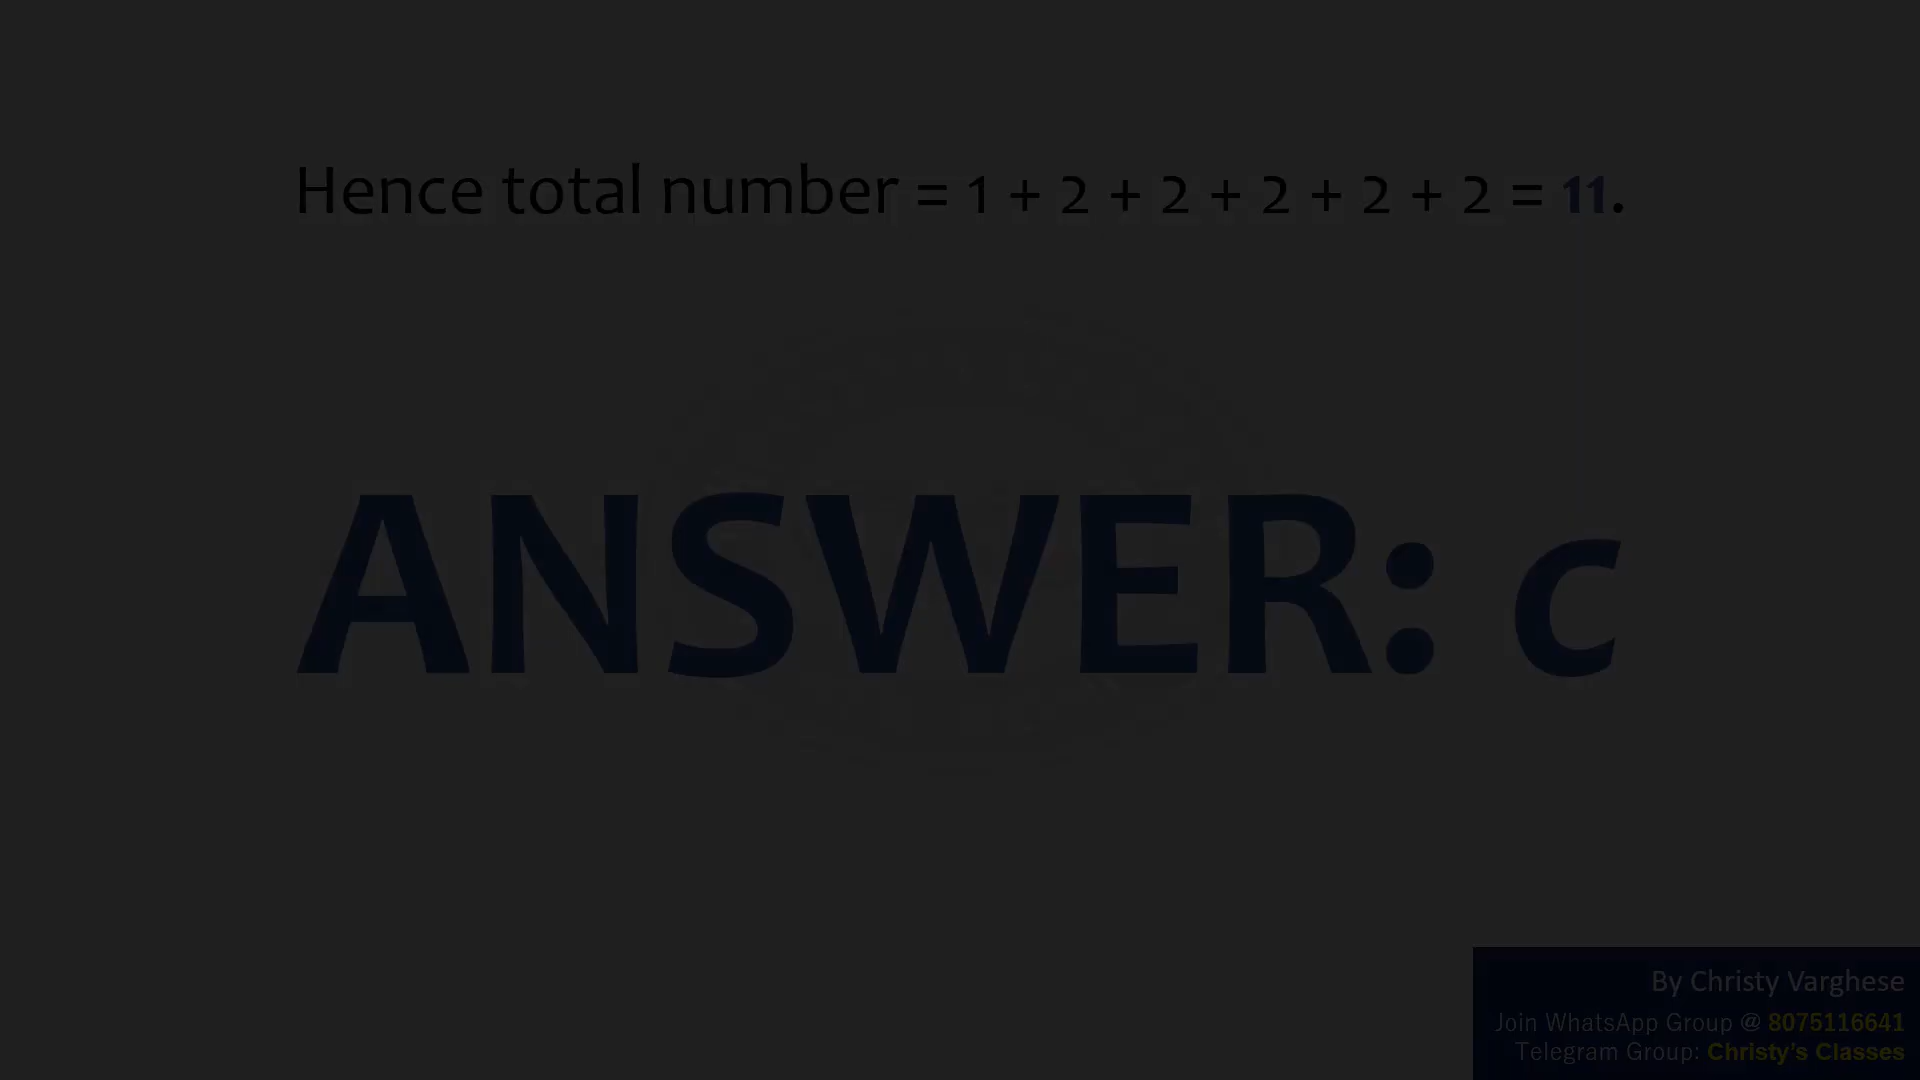 Hence total number = 1 + 2 + 2 + 2 + 2 + 2 = 11.
ANSWER: c
By Christy Varghese
Join WhatsApp Group @ 8075116641
Telegram Group: Christy's Classes